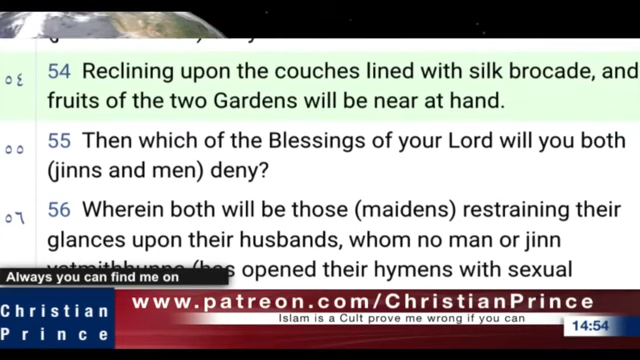 ٥٤
54 Reclining upon the couches lined with silk brocade, and
fruits of the two Gardens will be near at hand.
٥٥
55 Then which of the Blessings of your Lord will you both
(jinns and men) deny?
٥٦
56 Wherein both will be those (maidens) restraining their
glances upon their husbands, whom no man or jinn
opened their hymens with sexual
Always you can find me on
www.patreon.com/ChristianPrince
Islam is a Cult prove me wrong if you can
Christian
Prince
14:54